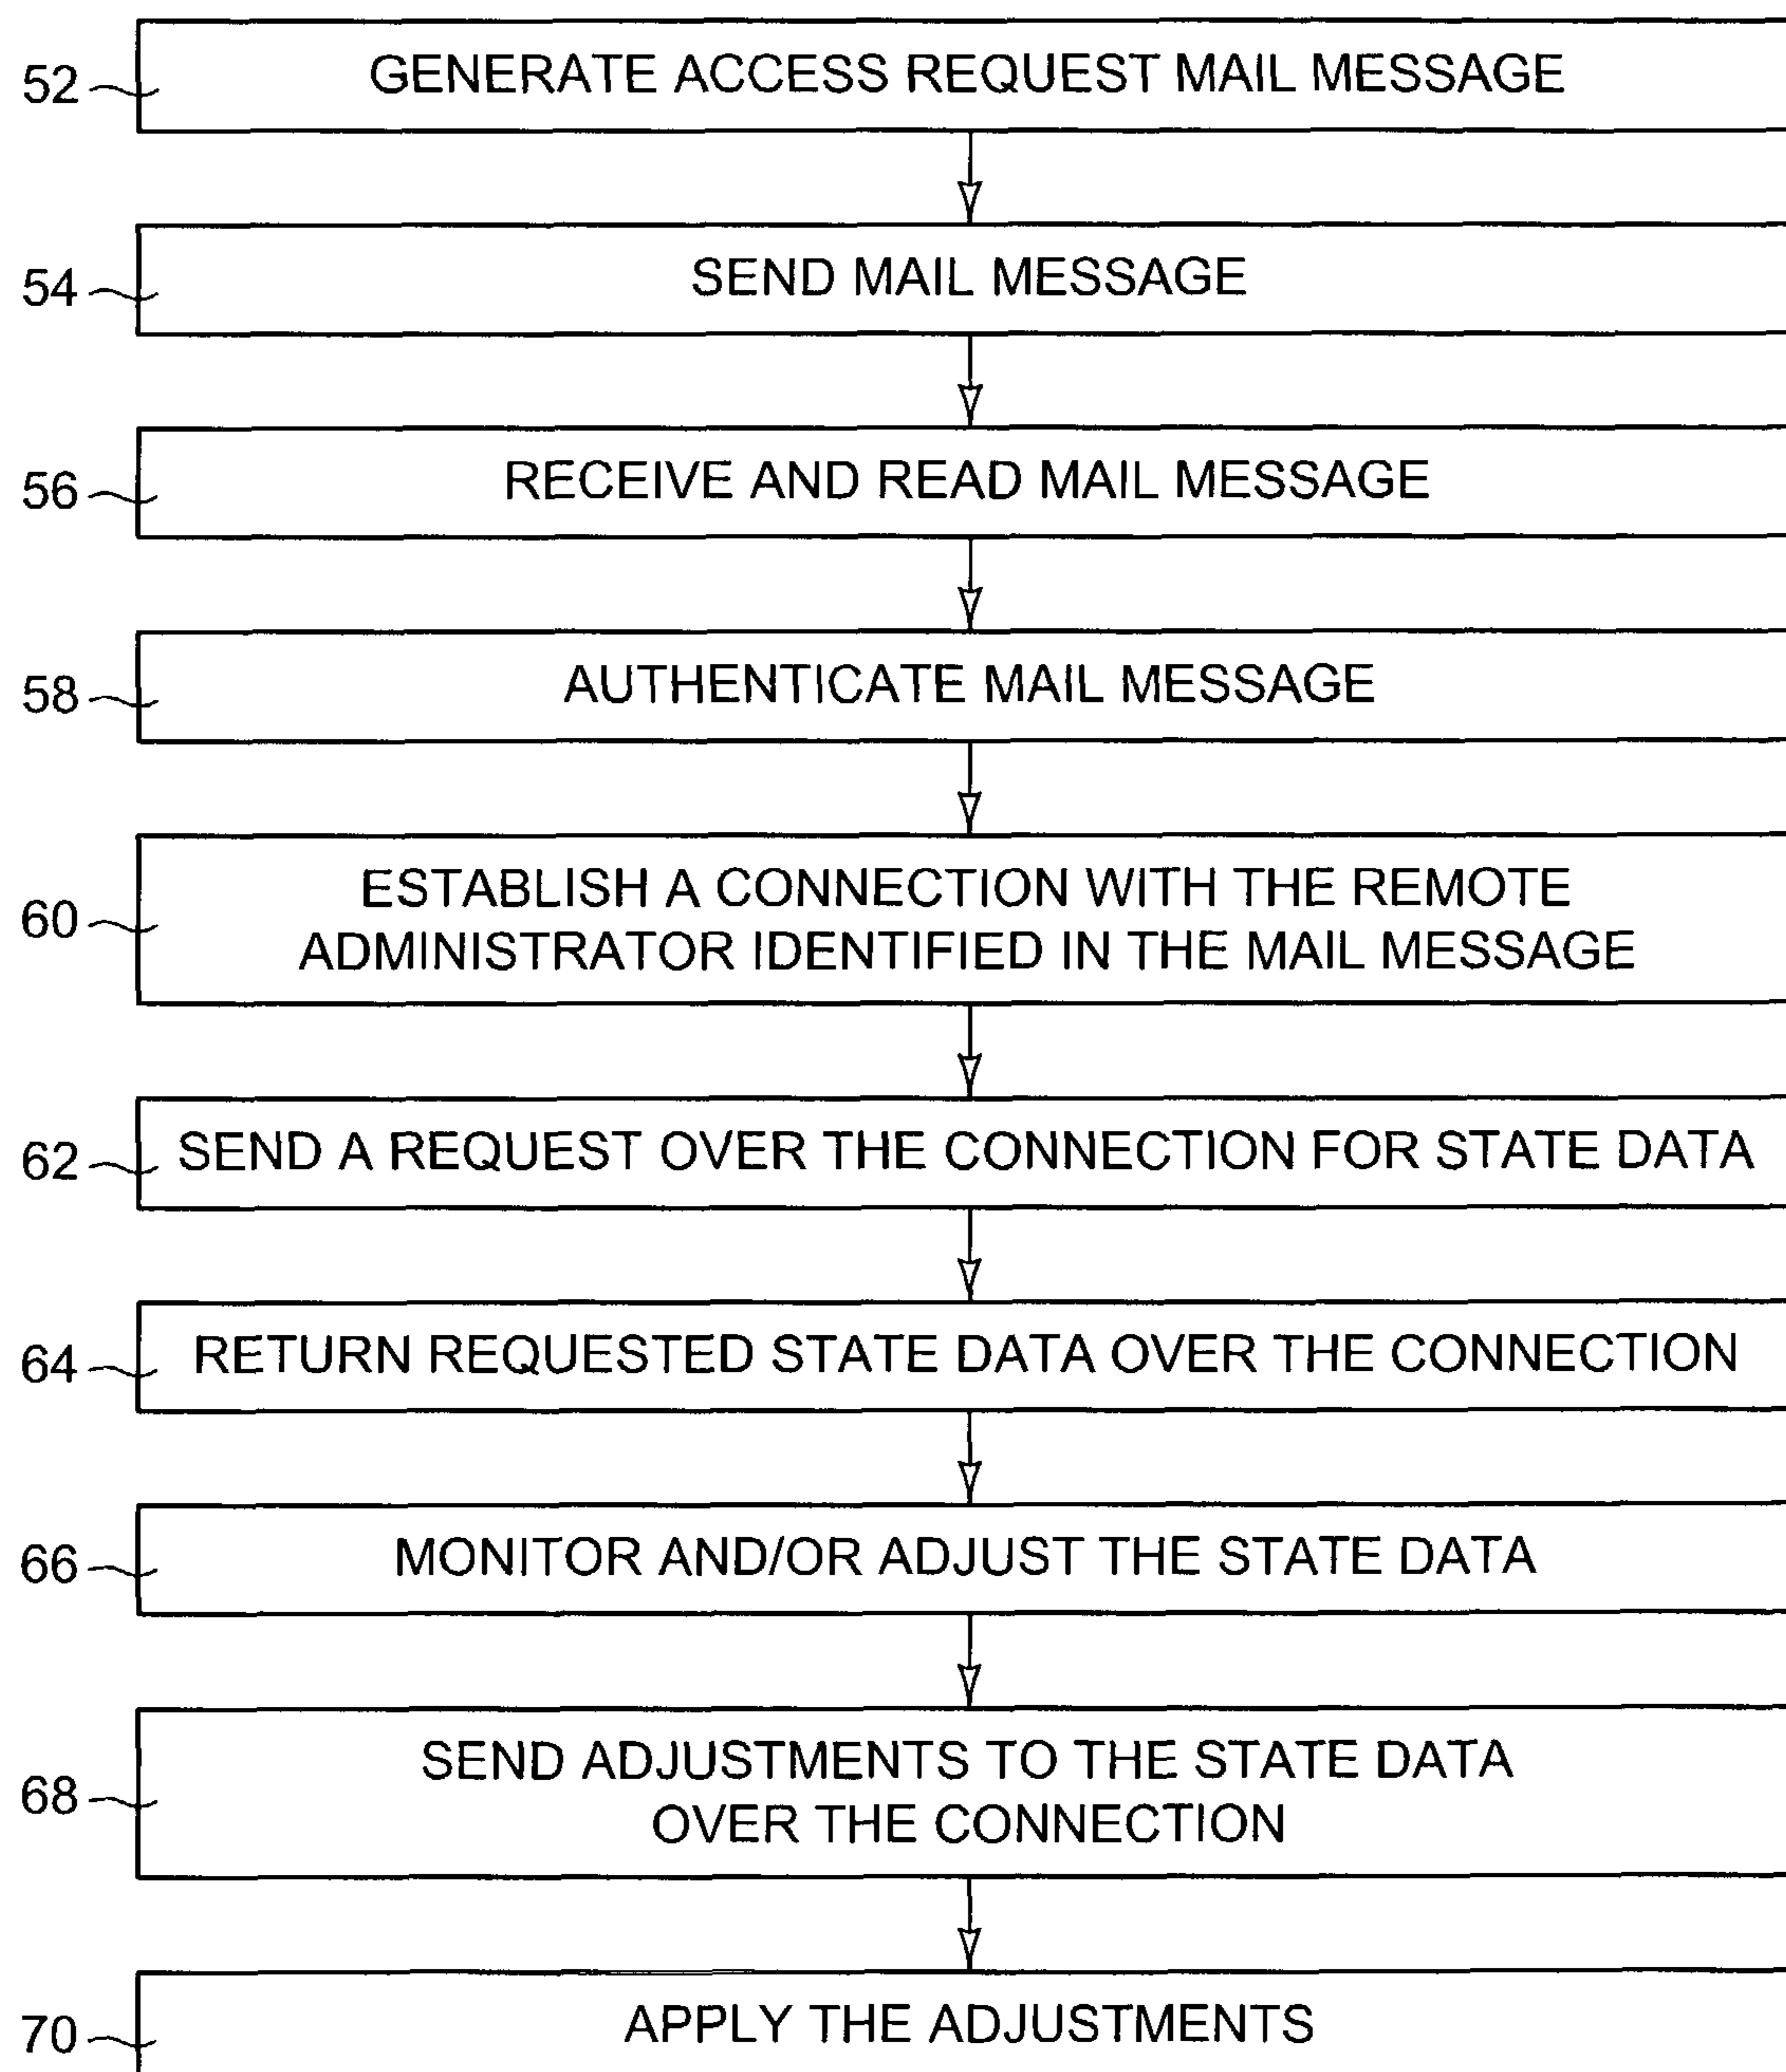 52 GENERATE ACCESS REQUEST MAIL MESSAGE
54 SEND MAIL MESSAGE
56 RECEIVE AND READ MAIL MESSAGE
58 AUTHENTICATE MAIL MESSAGE
60 ESTABLISH A CONNECTION WITH THE REMOTE
ADMINISTRATOR IDENTIFIED IN THE MAIL MESSAGE
62 SEND A REQUEST OVER THE CONNECTION FOR STATE DATA
64 RETURN REQUESTED STATE DATA OVER THE CONNECTION
66 MONITOR AND/OR ADJUST THE STATE DATA
68 SEND ADJUSTMENTS TO THE STATE DATA
OVER THE CONNECTION
70 APPLY THE ADJUSTMENTS